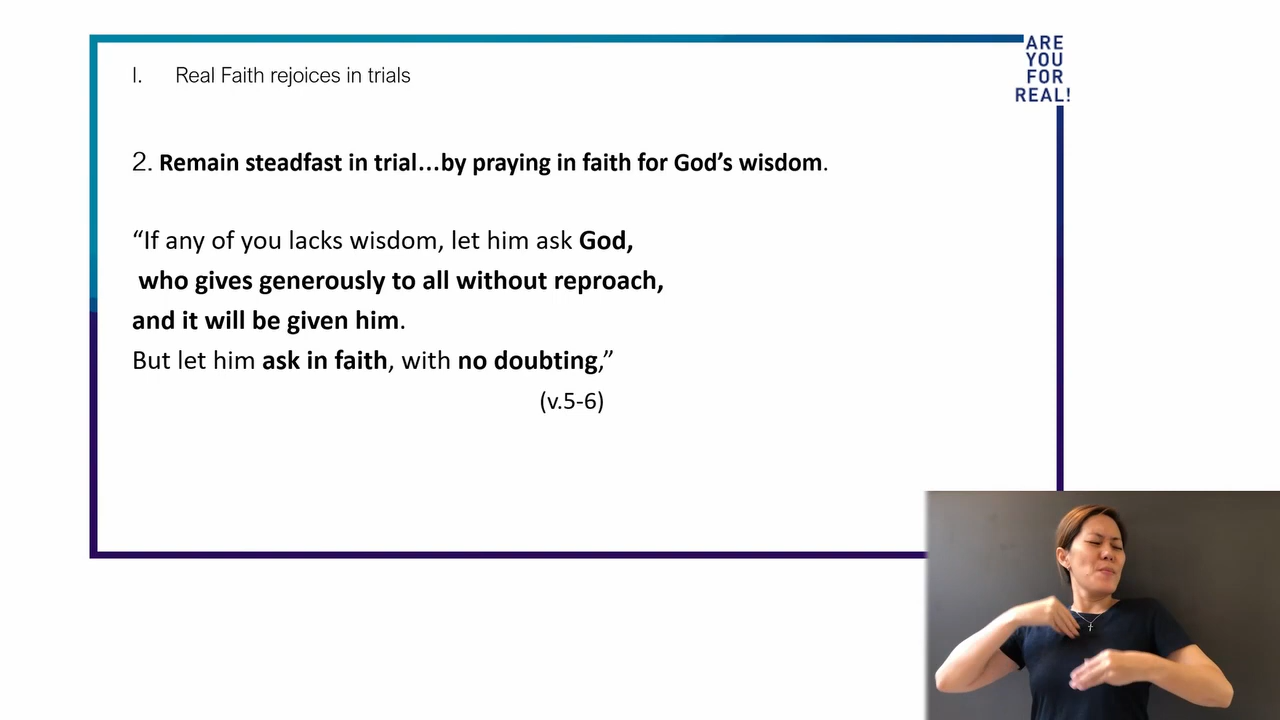 I. Real Faith rejoices in trials
ARE
YOU
FOR
REAL!
2. Remain steadfast in trial...by praying in faith for God’s wisdom.
“If any of you lacks wisdom, let him ask God,
who gives generously to all without reproach,
and it will be given him.
But let him ask in faith, with no doubting,”
(v.5-6)